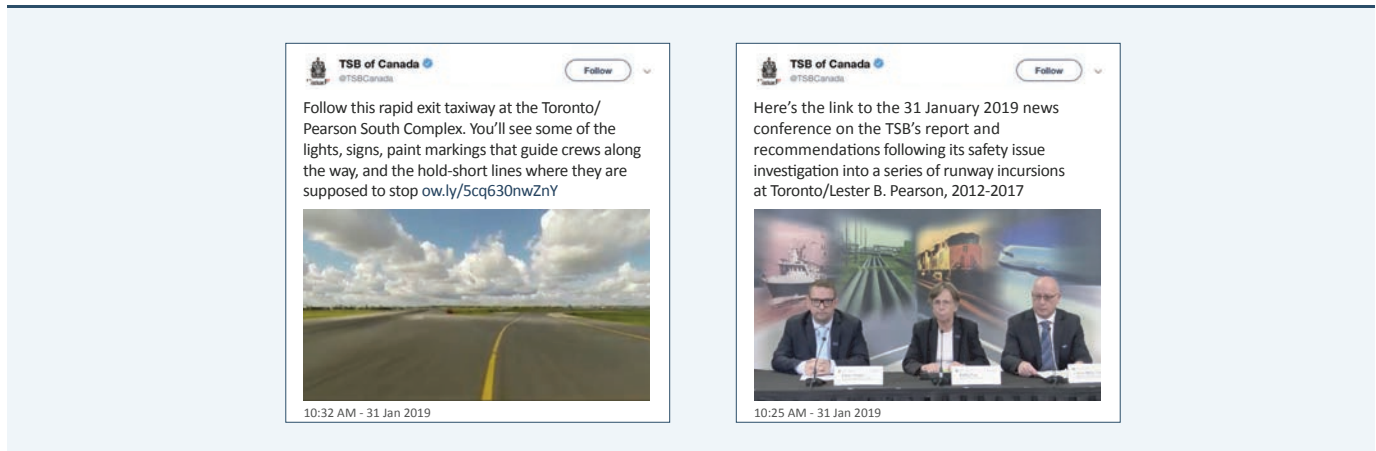 TSB of Canada
@TSBCanada
Follow
Follow this rapid exit taxiway at the Toronto/
Pearson South Complex. You’ll see some of the
lights, signs, paint markings that guide crews along
the way, and the hold-short lines where they are
supposed to stop ow.ly/5cq630nwZnY
10:32 AM - 31 Jan 2019
TSB of Canada
@TSBCanada
Follow
Here’s the link to the 31 January 2019 news
conference on the TSB’s report and
recommendations following its safety issue
investigation into a series of runway incursions
at Toronto/Lester B. Pearson, 2012-2017
10:25 AM - 31 Jan 2019